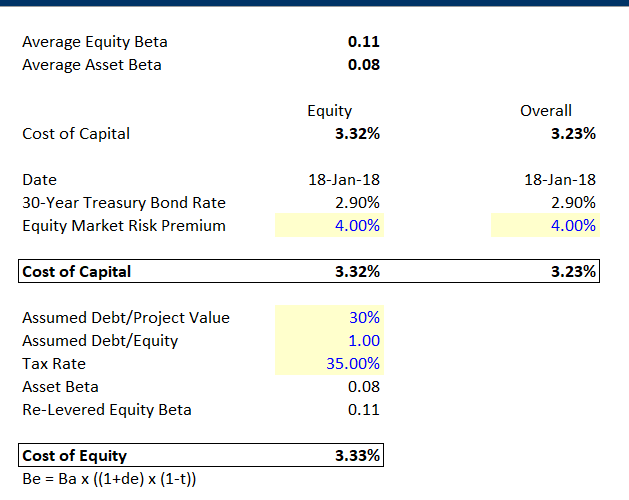 Average Equity Beta 0.11
Average Asset Beta 0.08
Equity Overall
Cost of Capital 3.32% 3.23%
Date 18-Jan-18 18-Jan-18
30-Year Treasury Bond Rate 2.90% 2.90%
Equity Market Risk Premium 4.00% 4.00%
Cost of Capital 3.32% 3.23%
Assumed Debt/Project Value 30%
Assumed Debt/Equity 1.00
Tax Rate 35.00%
Asset Beta 0.08
Re-Levered Equity Beta 0.11
Cost of Equity 3.33%
Be = Ba x ((1+de) x (1-t))